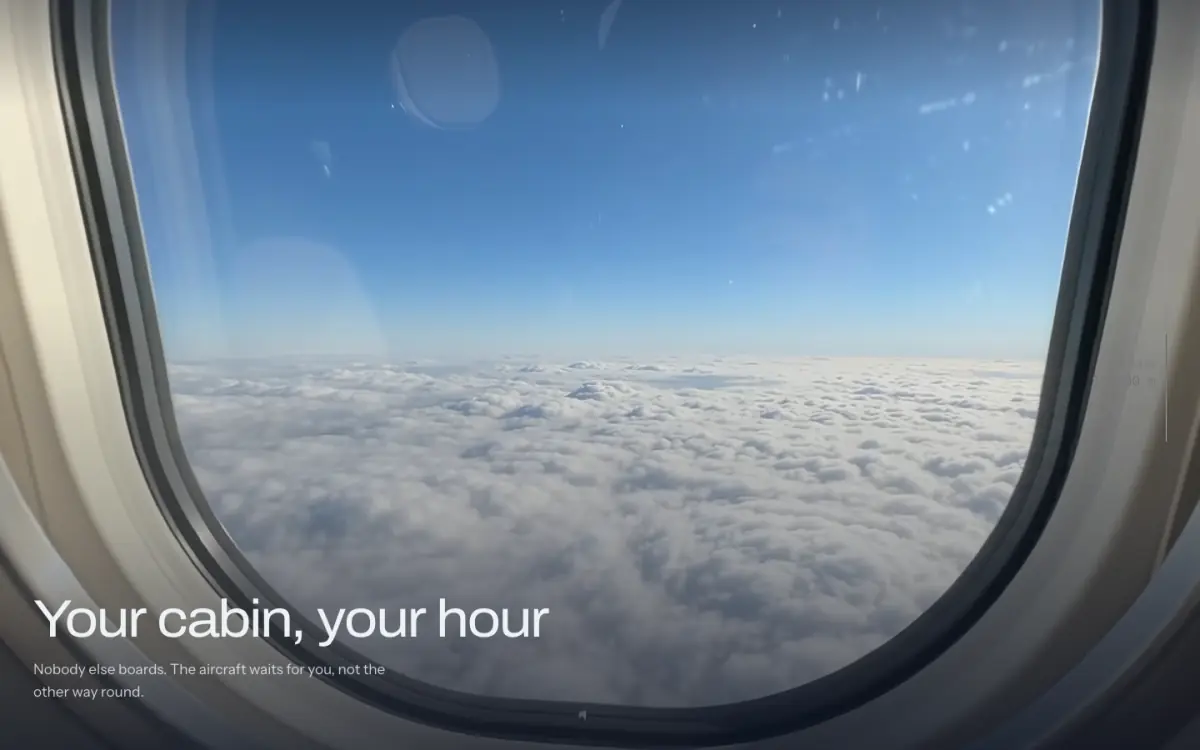 Your cabin, your hour
Nobody else boards. The aircraft waits for you, not the
other way round.